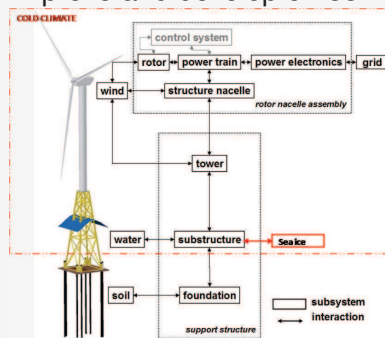 COLD CLIMATE
control system
rotor
power train
power electronics
grid
wind
structure nacelle
rotor nacelle assembly
tower
water
substructure
Sea ice
soil
foundation
subsystem
interaction
support structure